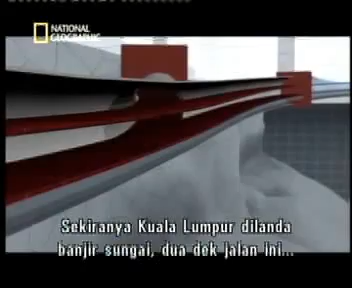 NATIONAL
GEOGRAPHIC
Sekiranya Kuala Lumpur dilanda
banjir sungai, dua dek jalan ini...